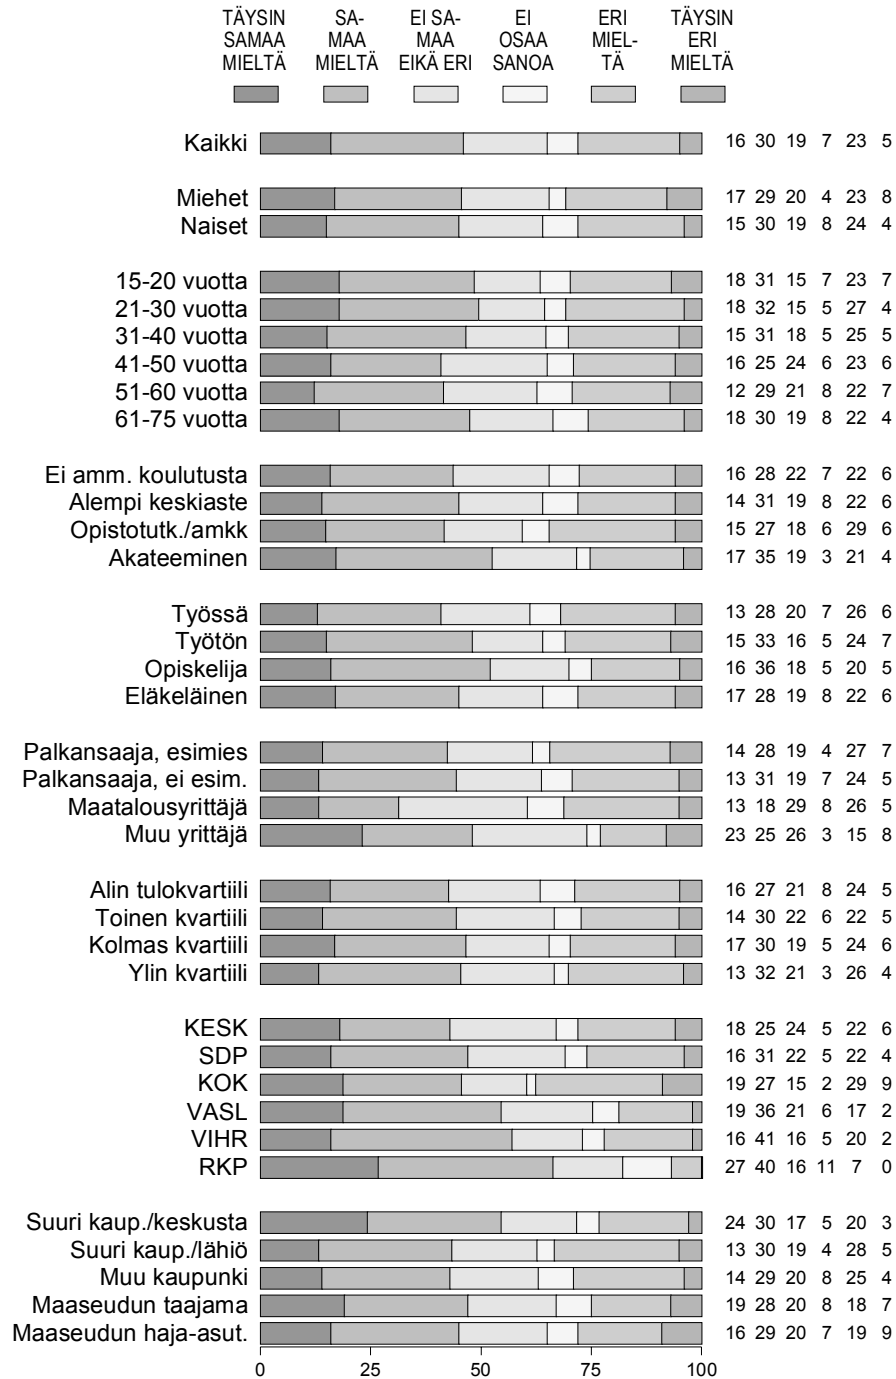 TÄYSIN SA- EI SA- EI ERI TÄYSIN
SAMAA MAA MAA OSAA MIEL- ERI
MIELTÄ MIELTÄ EIKÄ ERI SANOA TÄ MIELTÄ
Kaikki 16 30 19 7 23 5
Miehet 17 29 20 4 23 8
Naiset 15 30 19 8 24 4
15-20 vuotta 18 31 15 7 23 7
21-30 vuotta 18 32 15 5 27 4
31-40 vuotta 15 31 18 5 25 5
41-50 vuotta 16 25 24 6 23 6
51-60 vuotta 12 29 21 8 22 7
61-75 vuotta 18 30 19 8 22 4
Ei amm. koulutusta 16 28 22 7 22 6
Alempi keskiaste 14 31 19 8 22 6
Opistotutk./amkk 15 27 18 6 29 6
Akateeminen 17 35 19 3 21 4
Työssä 13 28 20 7 26 6
Työtön 15 33 16 5 24 7
Opiskelija 16 36 18 5 20 5
Eläkeläinen 17 28 19 8 22 6
Palkansaaja, esimies 14 28 19 4 27 7
Palkansaaja, ei esim. 13 31 19 7 24 5
Maatalousyrittäjä 13 18 29 8 26 5
Muu yrittäjä 23 25 26 3 15 8
Alin tulokvartiili 16 27 21 8 24 5
Toinen kvartiili 14 30 22 6 22 5
Kolmas kvartiili 17 30 19 5 24 6
Ylin kvartiili 13 32 21 3 26 4
KESK 18 25 24 5 22 6
SDP 16 31 22 5 22 4
KOK 19 27 15 2 29 9
VASL 19 36 21 6 17 2
VIHR 16 41 16 5 20 2
RKP 27 40 16 11 7 0
Suuri kaup./keskusta 24 30 17 5 20 3
Suuri kaup./lähiö 13 30 19 4 28 5
Muu kaupunki 14 29 20 8 25 4
Maaseudun taajama 19 28 20 8 18 7
Maaseudun haja-asut. 16 29 20 7 19 9
0 25 50 75 100